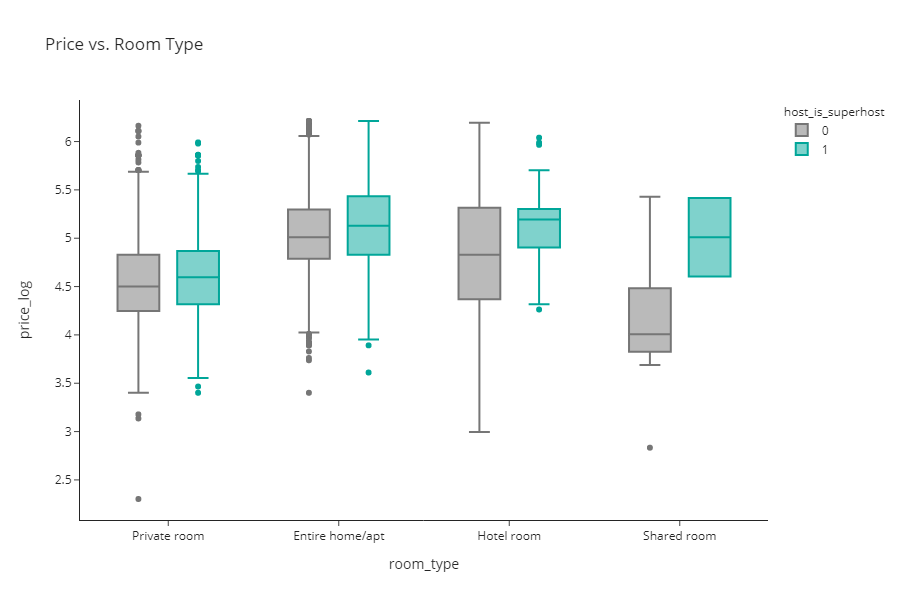 Price vs. Room Type
host_is_superhost
0
1
6
5.5
5
4.5
4
3.5
3
2.5
price_log
Private room
Entire home/apt
Hotel room
Shared room
room_type